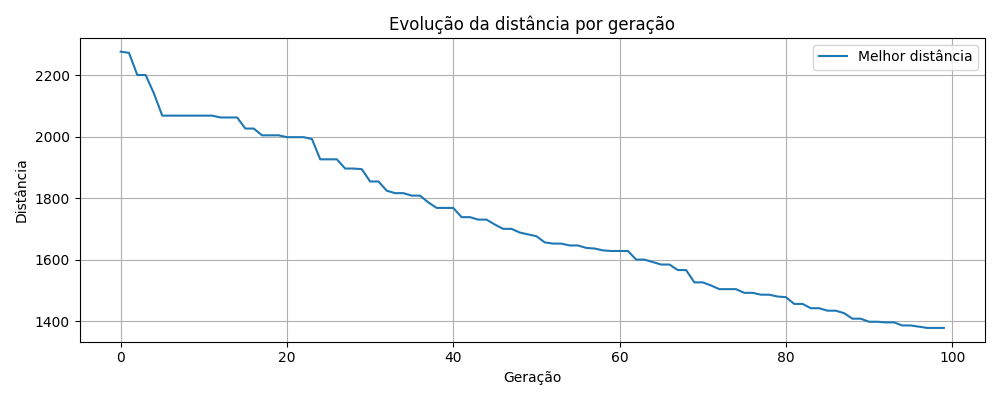 Evolução da distância por geração
Melhor distância
2200
2000
1800
1600
1400
Distância
0 20 40 60 80 100
Geração